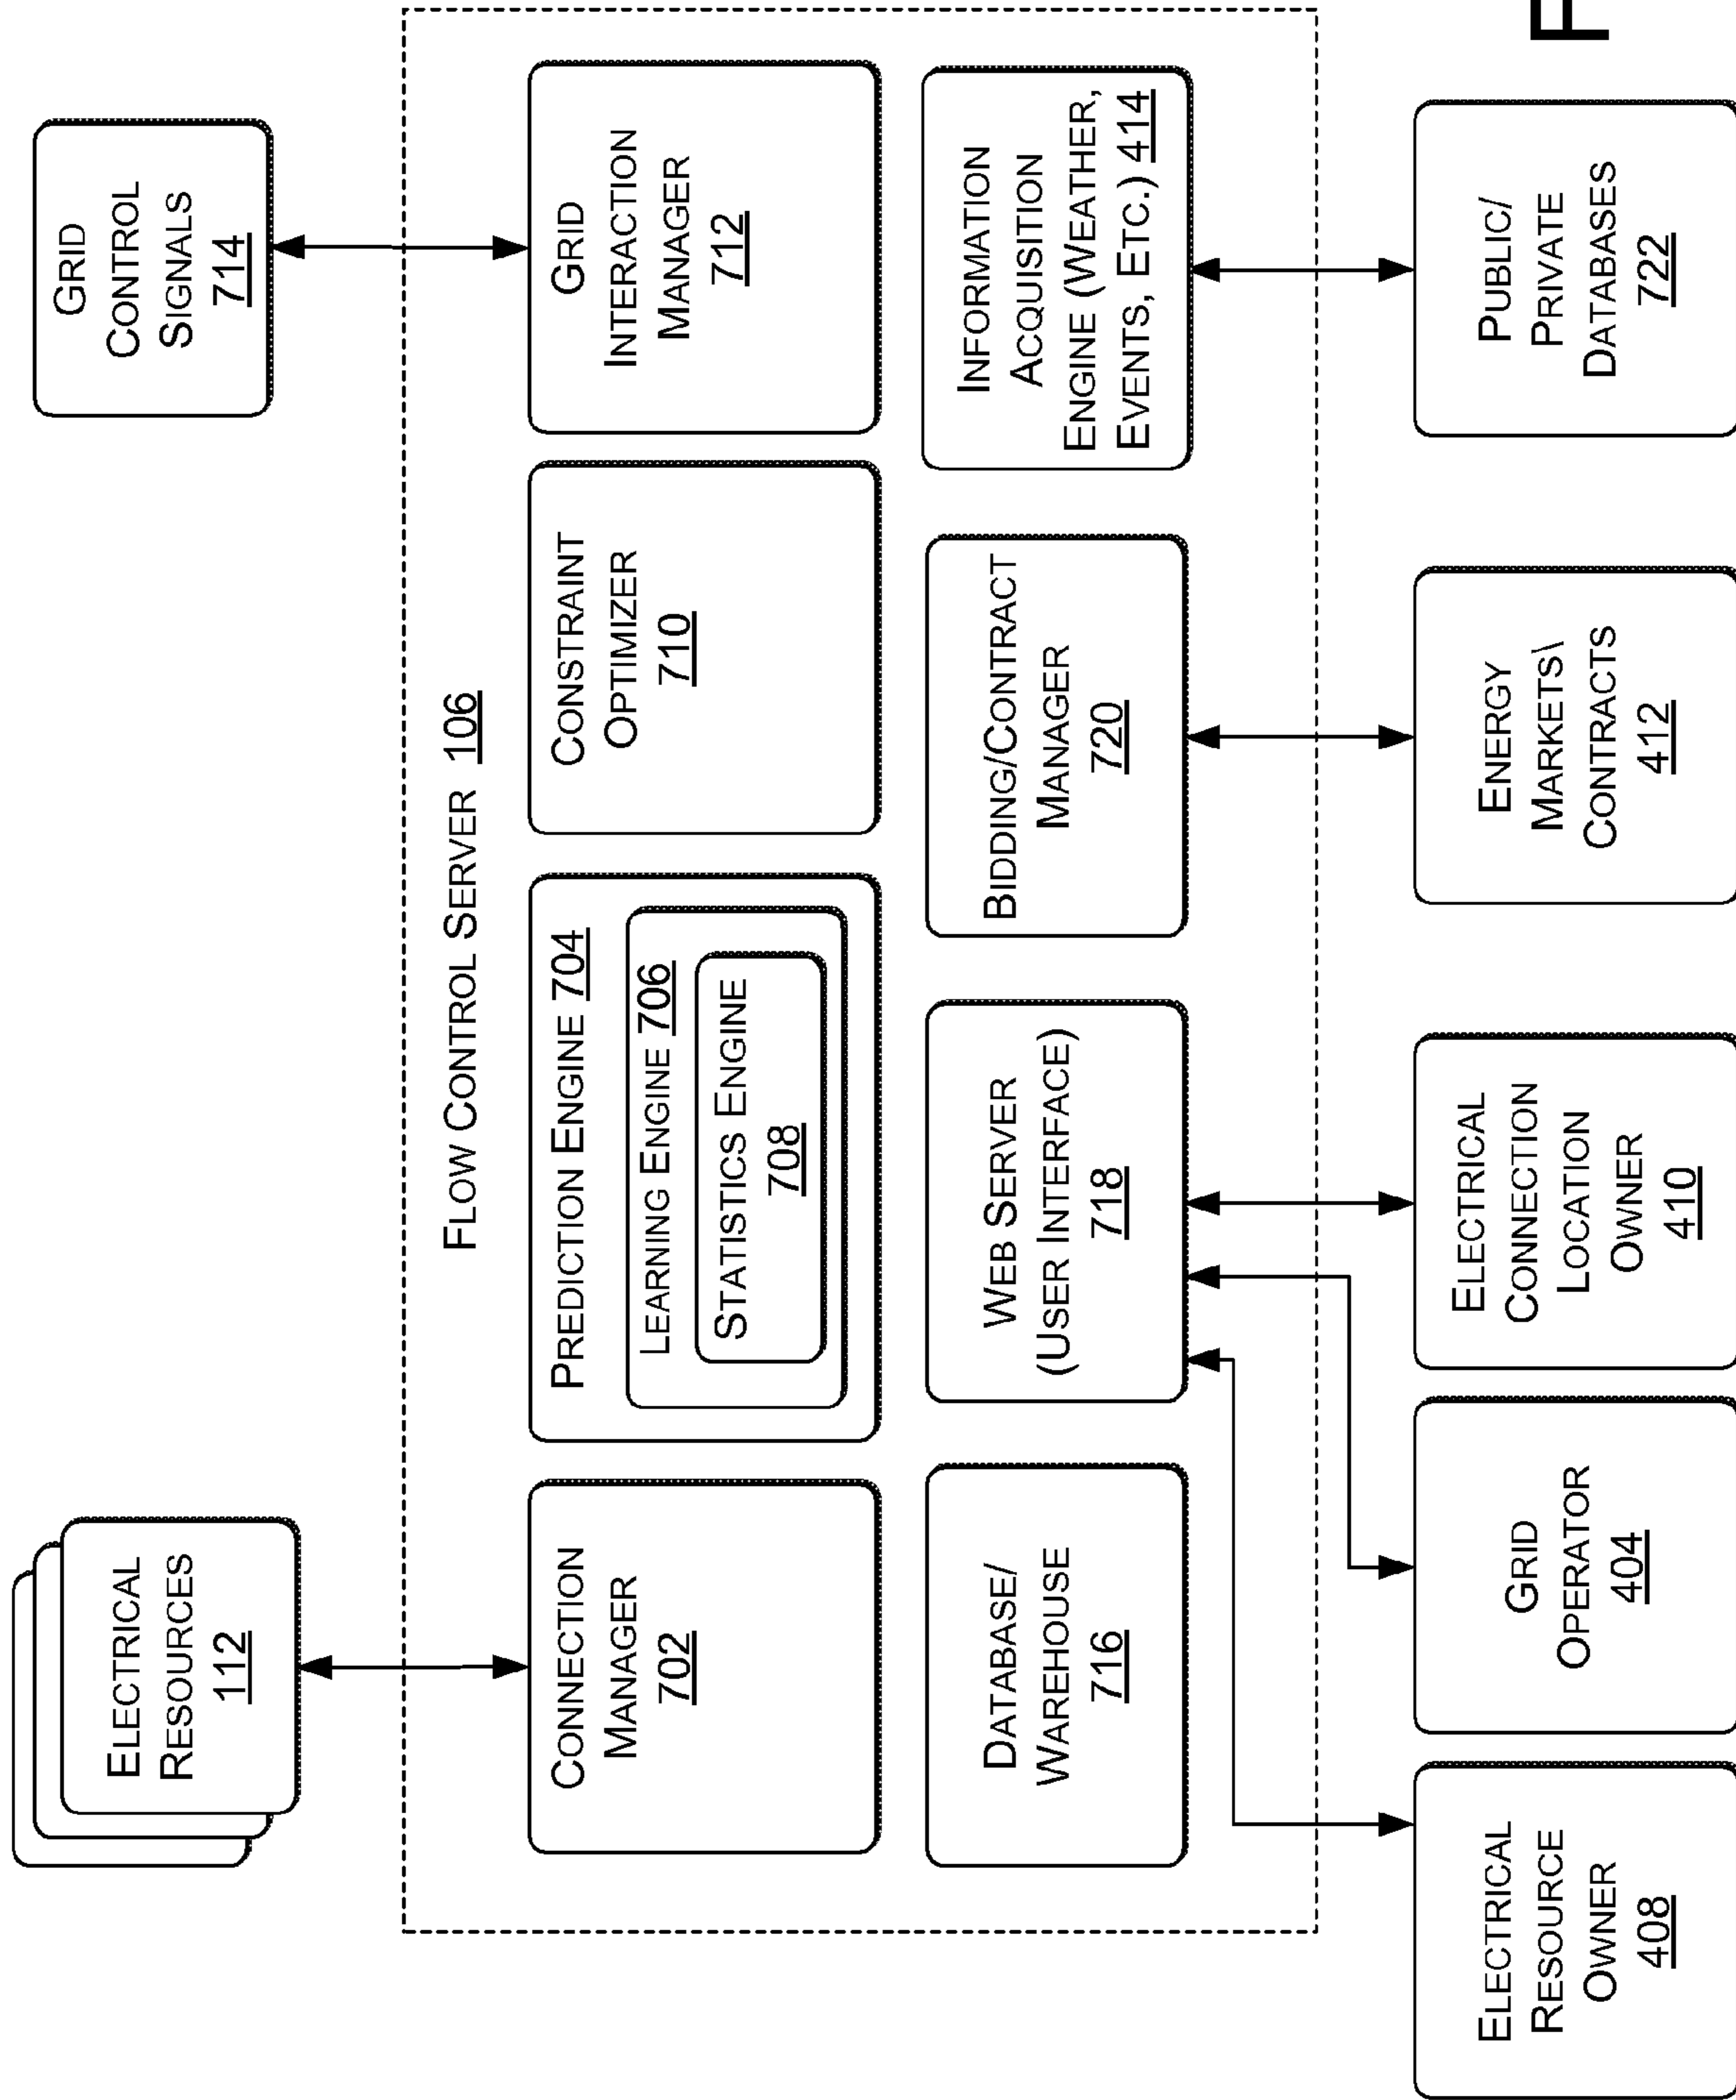 ELECTRICAL
RESOURCES
112
GRID
CONTROL
SIGNALS
714
FLOW CONTROL SERVER 106
CONNECTION
MANAGER
702
PREDICTION ENGINE 704
LEARNING ENGINE 706
STATISTICS ENGINE
708
CONSTRAINT
OPTIMIZER
710
GRID
INTERACTION
MANAGER
712
DATABASE/
WAREHOUSE
716
WEB SERVER
(USER INTERFACE)
718
BIDDING/CONTRACT
MANAGER
720
INFORMATION
ACQUISITION
ENGINE (WEATHER,
EVENTS, ETC.) 414
ELECTRICAL
RESOURCE
OWNER
408
GRID
OPERATOR
404
ELECTRICAL
CONNECTION
LOCATION
OWNER
410
ENERGY
MARKETS\
CONTRACTS
412
PUBLIC/
PRIVATE
DATABASES
722